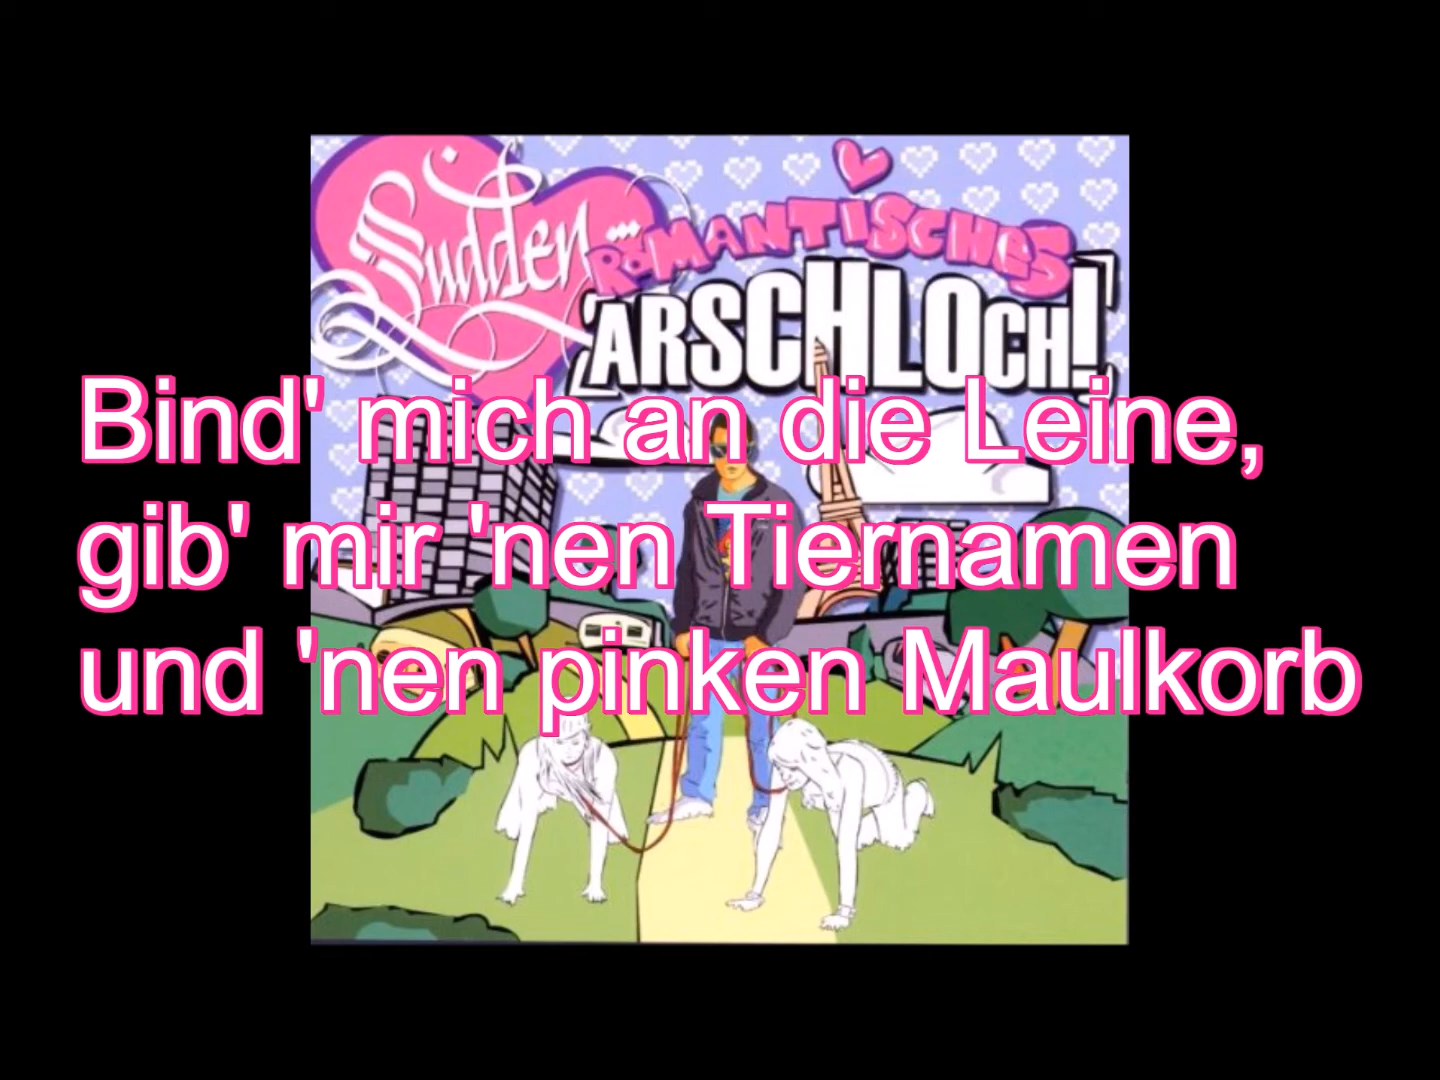 Sudden...
ROMANTISCHES
ARSCHLOCH!
Bind' mich an die Leine,
gib' mir 'nen Tiernamen
und 'nen pinken Maulkorb